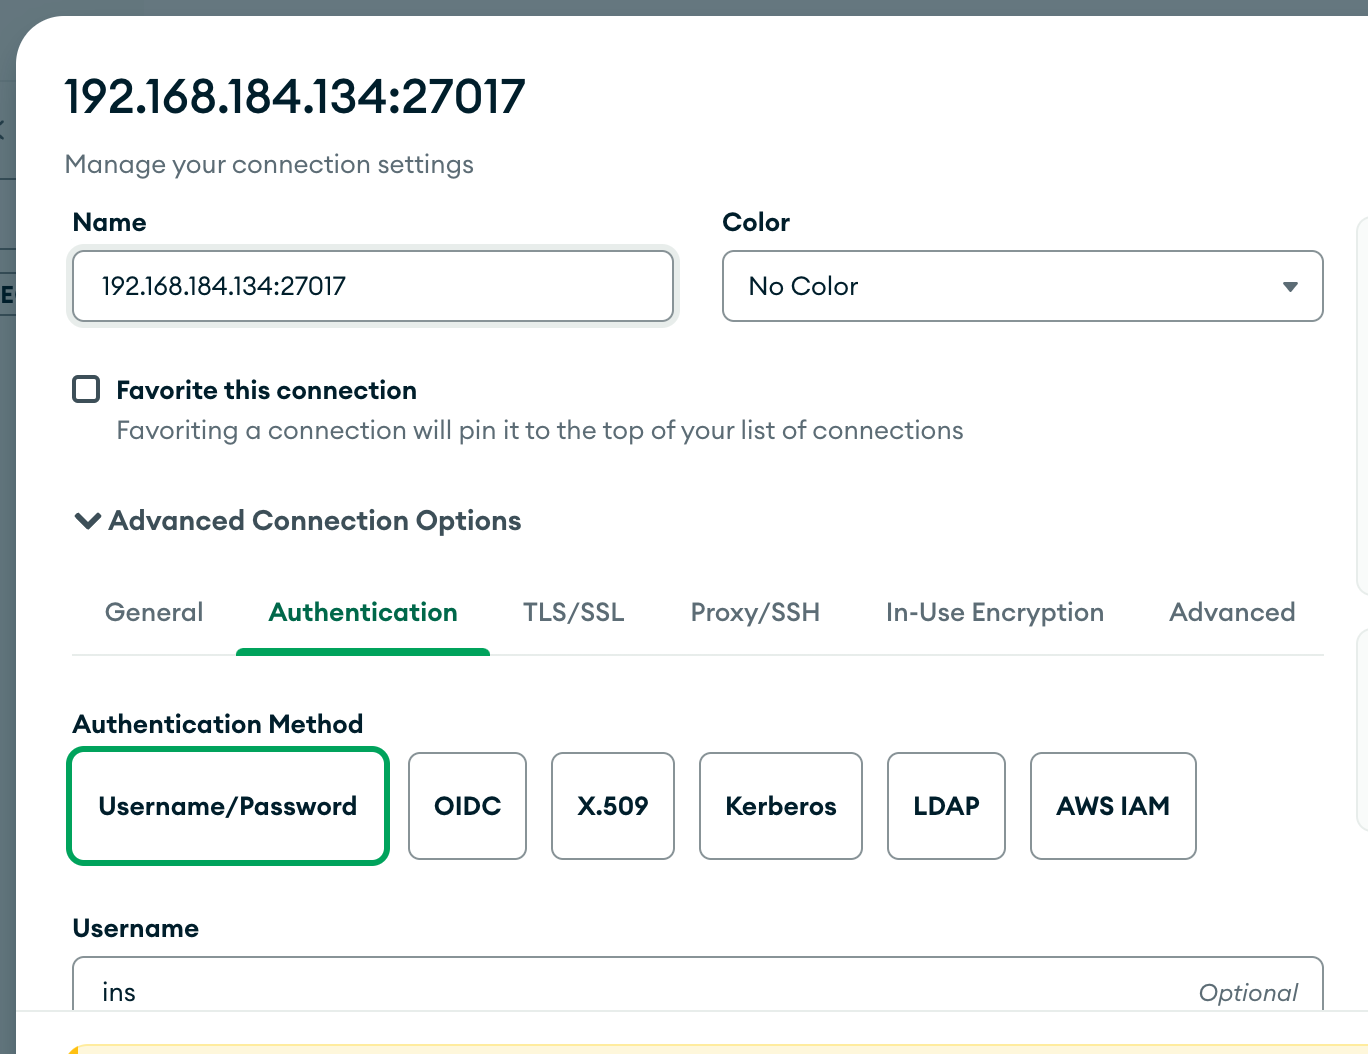 192.168.184.134:27017
Manage your connection settings
Name
Color
192.168.184.134:27017
No Color
Favorite this connection
Favoriting a connection will pin it to the top of your list of connections
Advanced Connection Options
General Authentication TLS/SSL Proxy/SSH In-Use Encryption Advanced
Authentication Method
Username/Password OIDC X.509 Kerberos LDAP AWS IAM
Username
ins Optional